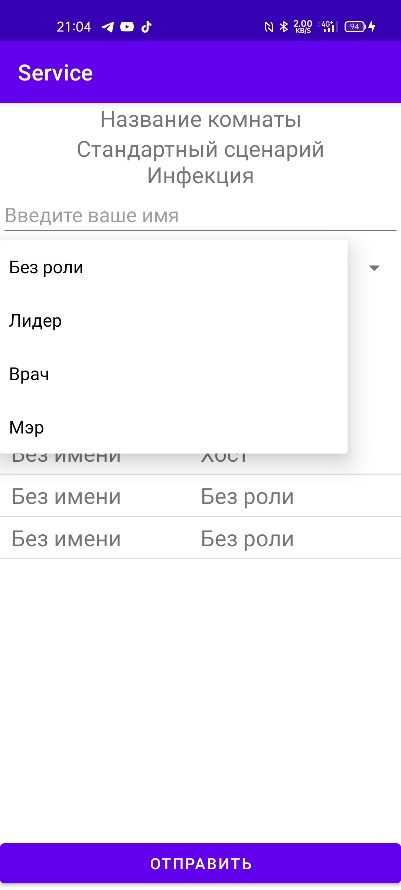 21:04 2.00 KB/S 4G 94
Service
Название комнаты
Стандартный сценарий
Инфекция
Введите ваше имя
Без роли
Лидер
Врач
Мэр
Без имени Хост
Без имени Без роли
Без имени Без роли
ОТПРАВИТЬ